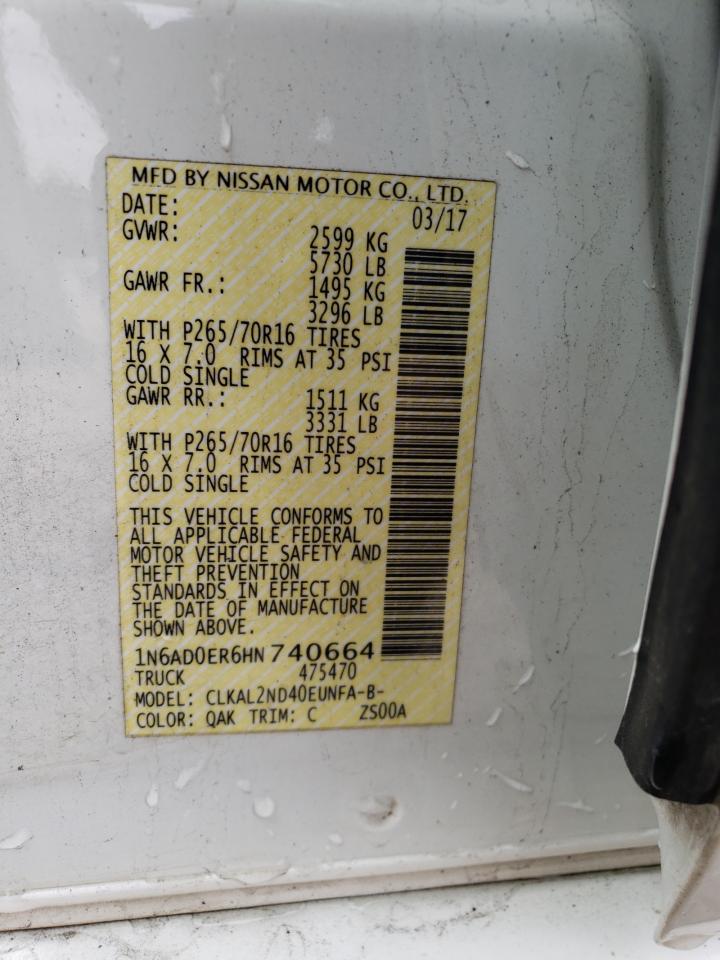 MFD BY NISSAN MOTOR CO., LTD.
DATE: 03/17
GVWR: 2599 KG
5730 LB
GAWR FR.: 1495 KG
3296 LB
WITH P265/70R16 TIRES
16 X 7.0 RIMS AT 35 PSI
COLD SINGLE
GAWR RR.: 1511 KG
3331 LB
WITH P265/70R16 TIRES
16 X 7.0 RIMS AT 35 PSI
COLD SINGLE
THIS VEHICLE CONFORMS TO
ALL APPLICABLE FEDERAL
MOTOR VEHICLE SAFETY AND
THEFT PREVENTION
STANDARDS IN EFFECT ON
THE DATE OF MANUFACTURE
SHOWN ABOVE.
1N6AD0ER6HN 740664
TRUCK 475470
MODEL: CLKAL2ND40EUNFA-B-
COLOR: QAK TRIM: C ZS00A